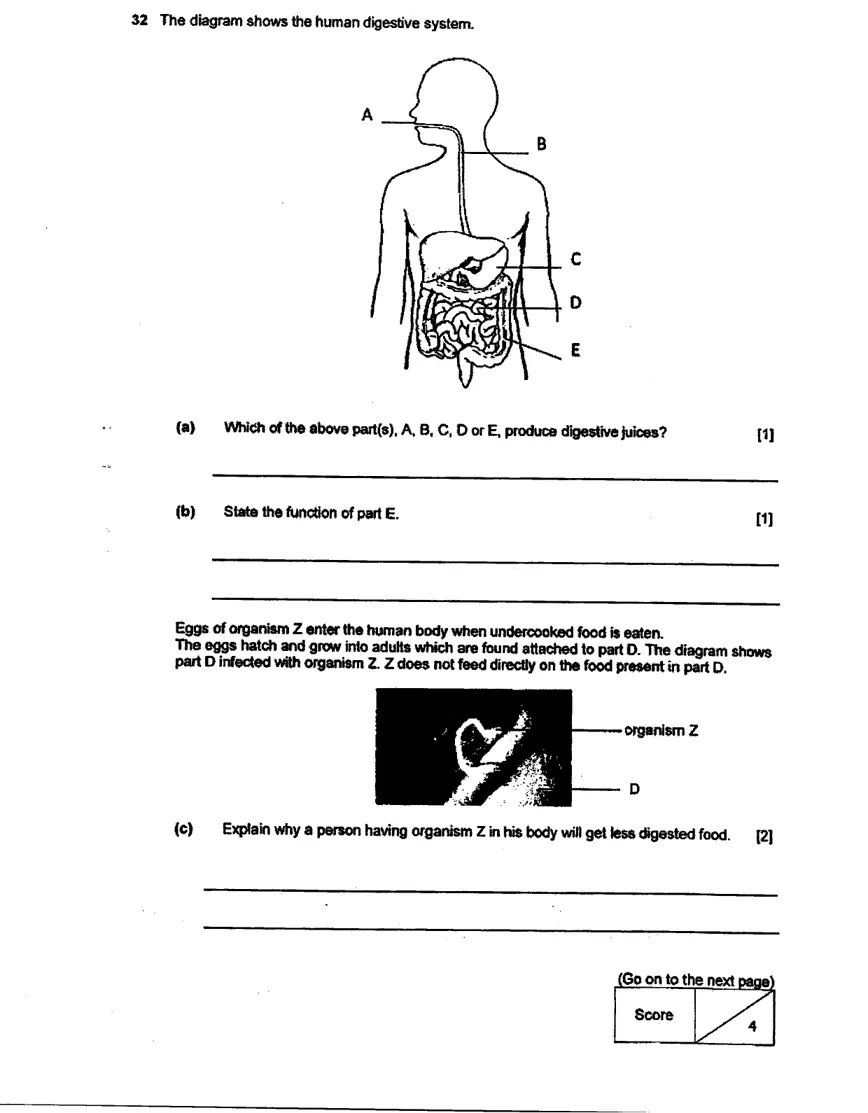 32 The diagram shows the human digestive system.
A
B
C
D
E
(a) Which of the above part(s), A, B, C, D or E, produce digestive juices? [1]
(b) State the function of part E. [1]
Eggs of organism Z enter the human body when undercooked food is eaten.
The eggs hatch and grow into adults which are found attached to part D. The diagram shows
part D infected with organism Z. Z does not feed directly on the food present in part D.
organism Z
D
(c) Explain why a person having organism Z in his body will get less digested food. [2]
(Go on to the next page)
Score
4